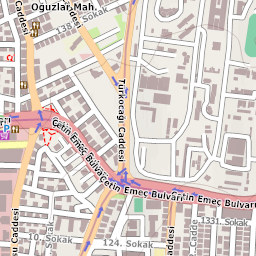 Oğuzlar Mah.
1381. Sokak
Caddesi
Türkocağı Caddesi
Çetin Emeç Bulvarı
Çetin Emeç Bulvarı
Çetin Emeç Bulvarı
P
1331. Sokak
10. Sokak
124. Sokak
Caddesi